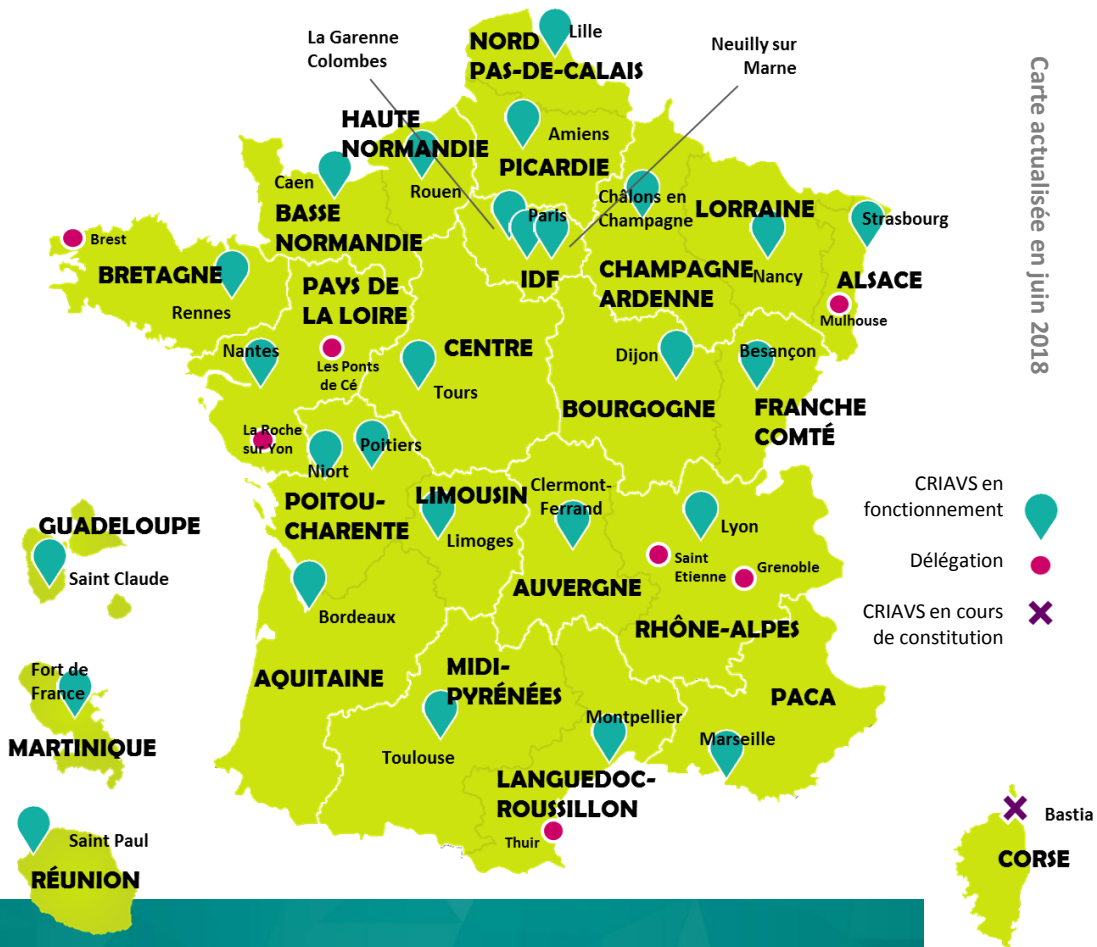 La Garenne
Colombes
NORD
PAS-DE-CALAIS
Lille
Neuilly sur
Marne
Carte actualisée en juin 2018
HAUTE
NORMANDIE
Amiens
PICARDIE
Caen
Rouen
BASSE
NORMANDIE
Paris
IDF
Châlons en
Champagne
LORRAINE
Strasbourg
Brest
BRETAGNE
Rennes
PAYS DE
LA LOIRE
CHAMPAGNE
ARDENNE
Nancy
ALSACE
Mulhouse
Nantes
Les Ponts
de Cé
CENTRE
Tours
Dijon
Besançon
BOURGOGNE
FRANCHE
COMTÉ
La Roche
sur Yon
Niort
Poitiers
POITOU-
CHARENTE
LIMOUSIN
Limoges
Clermont-
Ferrand
Lyon
CRIAVS en
fonctionnement
Délégation
CRIAVS en cours
de constitution
GUADELOUPE
Saint Claude
Saint
Etienne
Grenoble
AUVERGNE
RHÔNE-ALPES
Bordeaux
AQUITAINE
MIDI-
PYRÉNÉES
Toulouse
Montpellier
Marseille
PACA
Fort de
France
MARTINIQUE
LANGUEDOC-
ROUSSILLON
Thuir
Saint Paul
RÉUNION
Bastia
CORSE